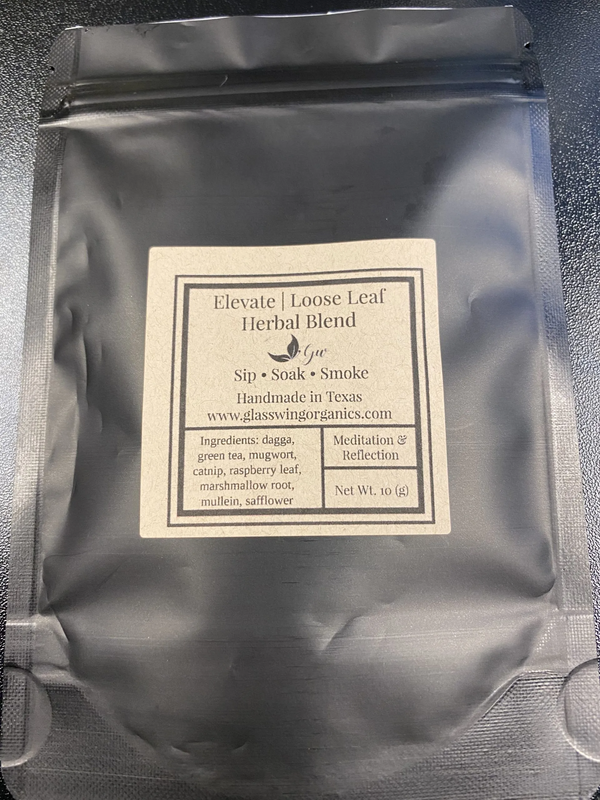 Elevate | Loose Leaf
Herbal Blend
Gw
Sip • Soak • Smoke
Handmade in Texas
www.glasswingorganics.com
Ingredients: dagga,
green tea, mugwort,
catnip, raspberry leaf,
marshmallow root,
mullein, safflower
Meditation &
Reflection
Net Wt. 10 (g)